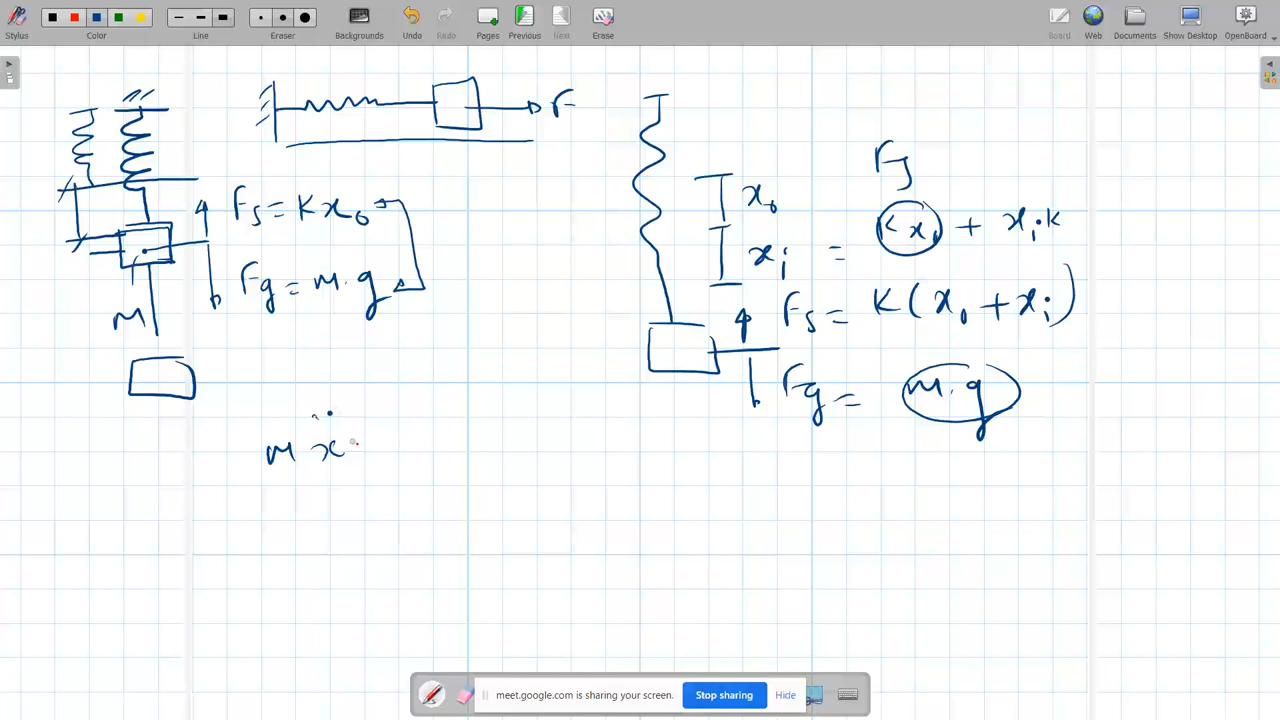 Stylus
Color
Line
Eraser
Backgrounds
Undo
Redo
Pages
Previous
Next
Erase
Board
Web
Documents
Show Desktop
OpenBoard
F
Fs = K x₀
Fg = m.g
M
mẍ
x₀
xᵢ
Fg
= K x₀ + xᵢ.K
Fs = K(x₀ + xᵢ)
Fg = m.g
meet.google.com is sharing your screen.
Stop sharing
Hide